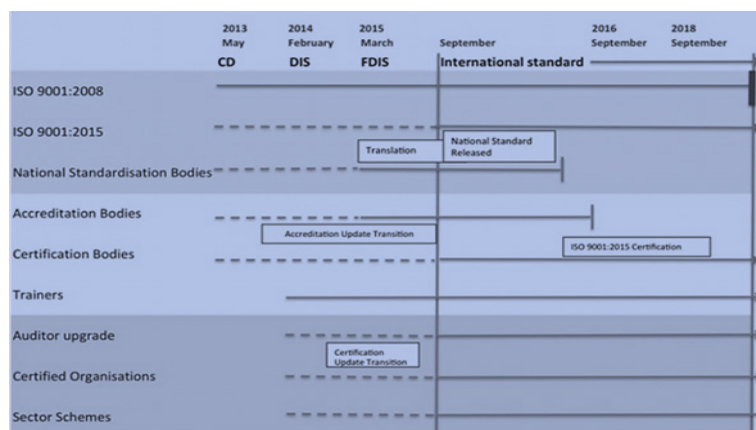 2013 2014 2015 2016 2018
May February March September September September
CD DIS FDIS International standard
ISO 9001:2008
ISO 9001:2015
National Standard
Released
Translation
National Standardisation Bodies
Accreditation Bodies
Accreditation Update Transition
ISO 9001:2015 Certification
Certification Bodies
Trainers
Auditor upgrade
Certification
Update Transition
Certified Organisations
Sector Schemes